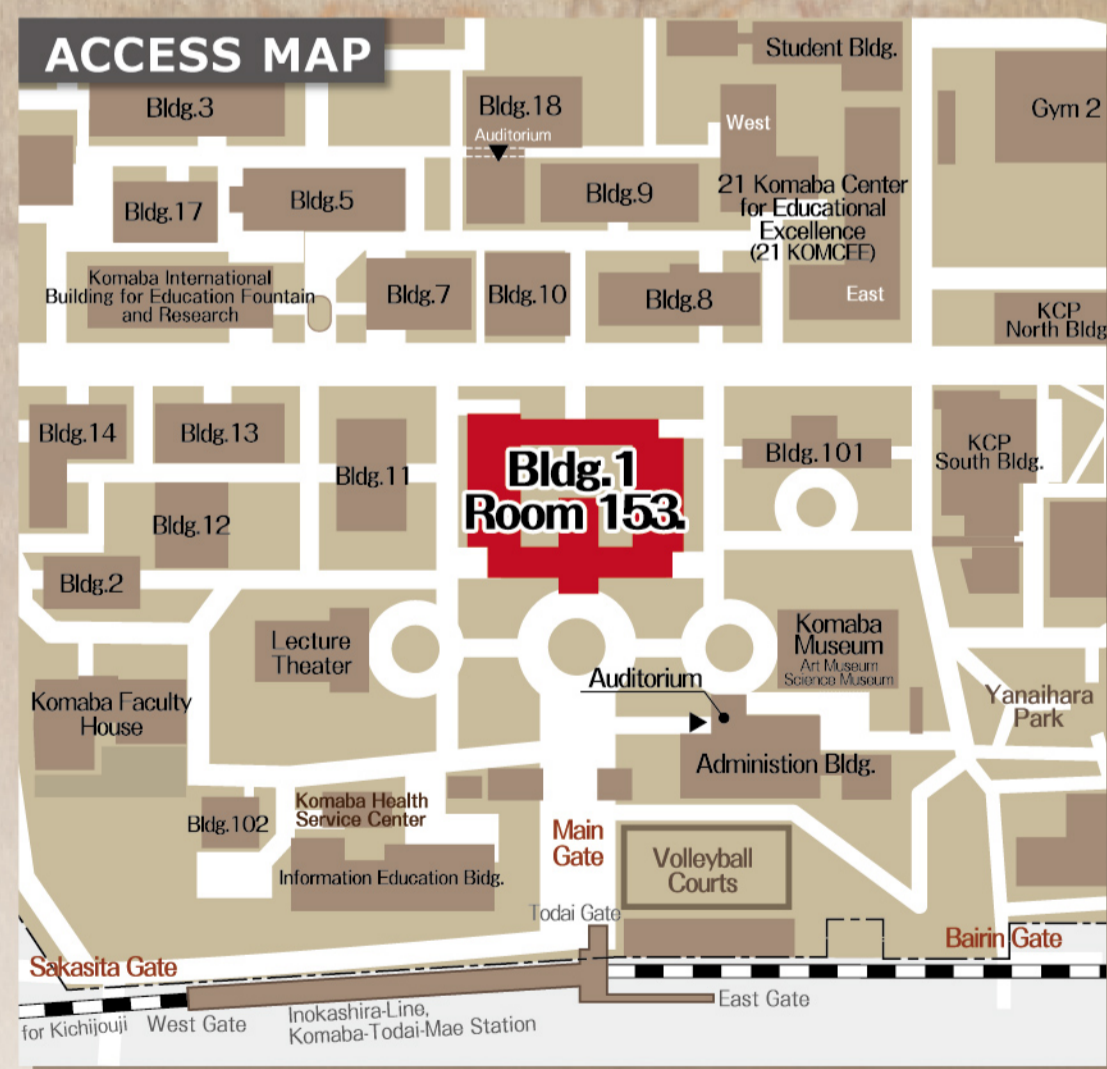 ACCESS MAP
Student Bldg.
Bldg.3
Bldg.18
Auditorium
Gym 2
West
Bldg.17
Bldg.5
Bldg.9
21 Komaba Center
for Educational
Excellence
(21 KOMCEE)
Komaba International
Building for Education Fountain
and Research
Bldg.7
Bldg.10
Bldg.8
East
KCP
North Bldg
Bldg.14
Bldg.13
Bldg.11
Bldg.1
Room 153.
Bldg.101
KCP
South Bldg.
Bldg.12
Bldg.2
Lecture
Theater
Komaba
Museum
Art Museum
Science Museum
Auditorium
Yanaihara
Park
Komaba Faculty
House
Administion Bldg.
Bldg.102
Komaba Health
Service Center
Main
Gate
Volleyball
Courts
Information Education Bidg.
Todai Gate
Bairin Gate
Sakasita Gate
East Gate
for Kichijouji
West Gate
Inokashira-Line,
Komaba-Todai-Mae Station